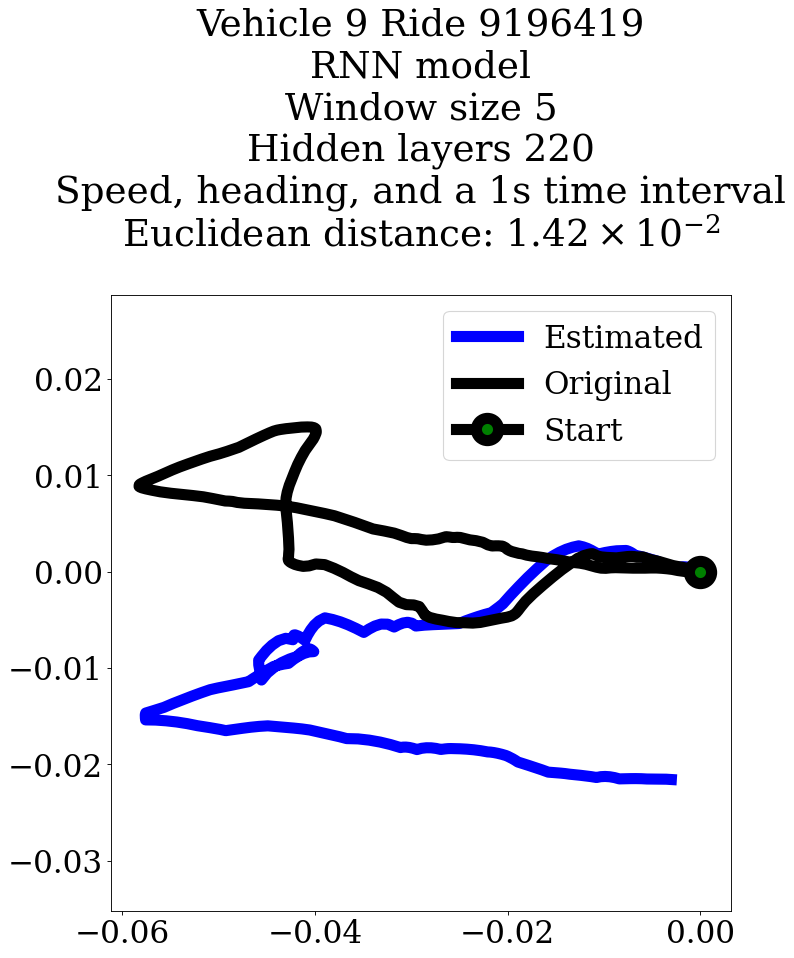 Vehicle 9 Ride 9196419
RNN model
Window size 5
Hidden layers 220
Speed, heading, and a 1s time interval
Euclidean distance: 1.42 × 10⁻²
Estimated
Original
Start
0.02
0.01
0.00
−0.01
−0.02
−0.03
−0.06
−0.04
−0.02
0.00